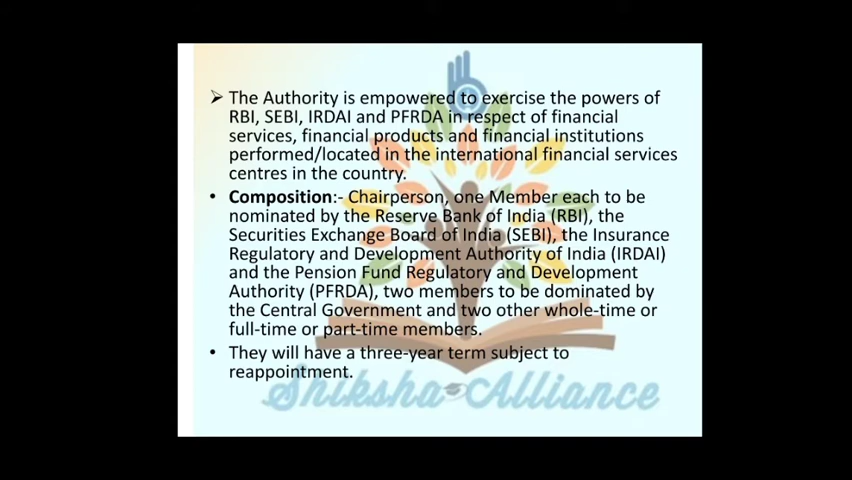 ➢ The Authority is empowered to exercise the powers of
RBI, SEBI, IRDAI and PFRDA in respect of financial
services, financial products and financial institutions
performed/located in the international financial services
centres in the country.
• Composition:- Chairperson, one Member each to be
nominated by the Reserve Bank of India (RBI), the
Securities Exchange Board of India (SEBI), the Insurance
Regulatory and Development Authority of India (IRDAI)
and the Pension Fund Regulatory and Development
Authority (PFRDA), two members to be dominated by
the Central Government and two other whole-time or
full-time or part-time members.
• They will have a three-year term subject to
reappointment.
Shiksha Alliance